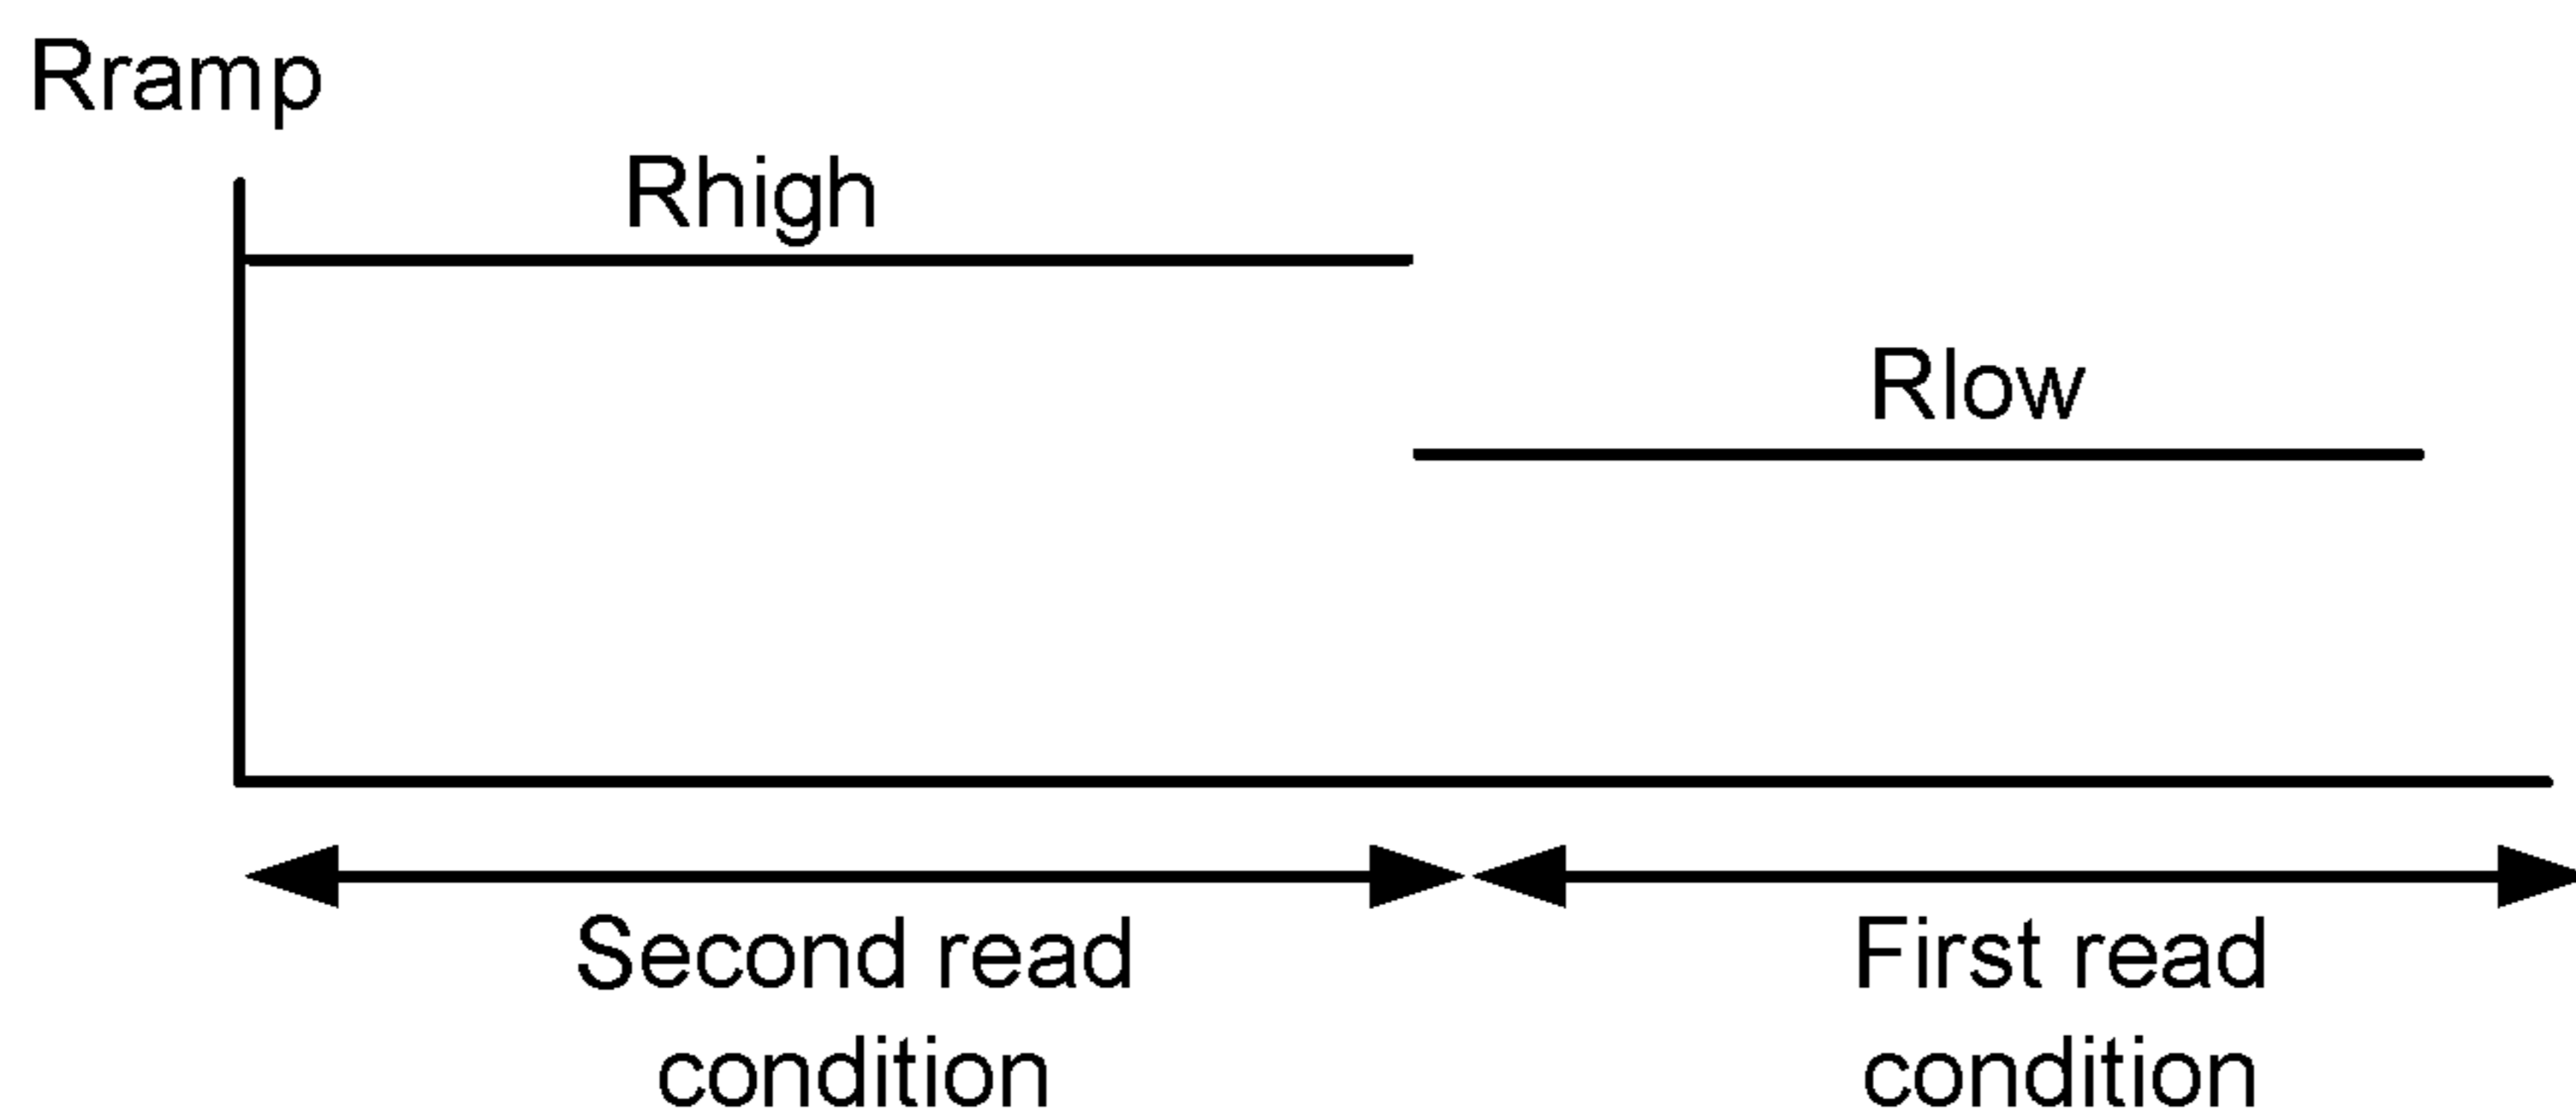 Rramp
Rhigh
Rlow
Second read
condition
First read
condition